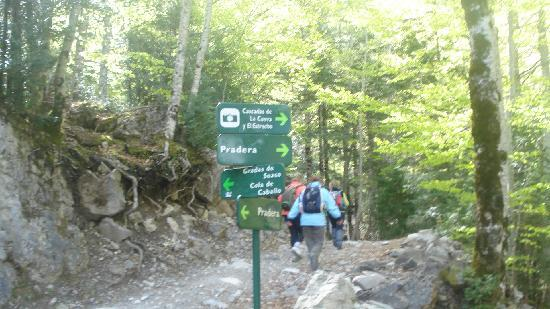 Cascadas de
La Cueva
y El Estrecho
Pradera
Gradas de
Soaso
Cola de
Caballo
Pradera